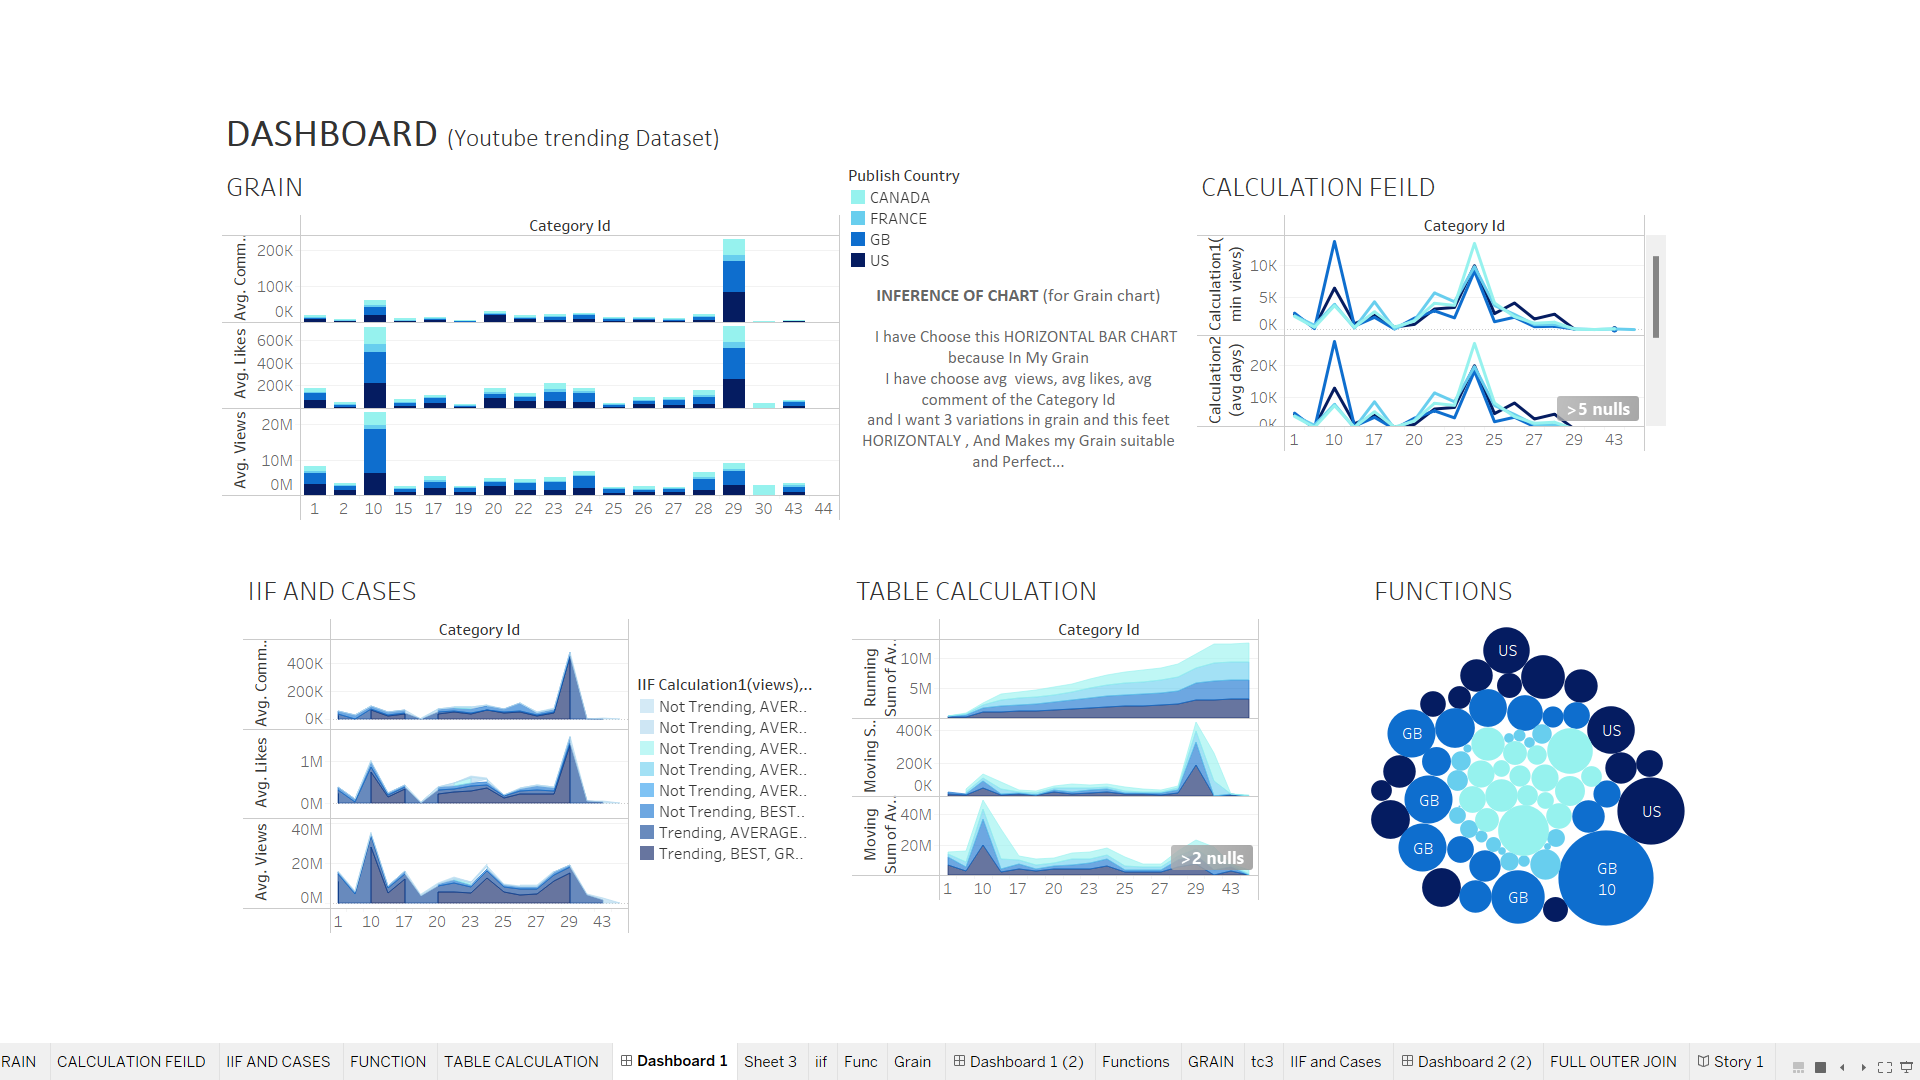 DASHBOARD (Youtube trending Dataset)
GRAIN
Category Id
Avg. Comm..
200K
100K
0K
Avg. Likes
600K
400K
200K
Avg. Views
20M
10M
0M
1 2 10 15 17 19 20 22 23 24 25 26 27 28 29 30 43 44
Publish Country
CANADA
FRANCE
GB
US
INFERENCE OF CHART (for Grain chart)
I have Choose this HORIZONTAL BAR CHART
because In My Grain
I have choose avg views, avg likes, avg
comment of the Category Id
and I want 3 variations in grain and this feet
HORIZONTALY , And Makes my Grain suitable
and Perfect...
CALCULATION FEILD
Category Id
Calculation1(
min views)
10K
5K
0K
Calculation2
(avg days)
20K
10K
0K
>5 nulls
1 10 17 20 23 25 27 29 43
IIF AND CASES
Category Id
Avg. Comm..
400K
200K
0K
Avg. Likes
1M
0M
Avg. Views
40M
20M
0M
1 10 17 20 23 25 27 29 43
IIF Calculation1(views),..
Not Trending, AVER..
Not Trending, AVER..
Not Trending, AVER..
Not Trending, AVER..
Not Trending, AVER..
Not Trending, BEST..
Trending, AVERAGE..
Trending, BEST, GR..
TABLE CALCULATION
Category Id
Running
Sum of Av..
10M
5M
Moving S..
400K
200K
0K
Moving
Sum of Av..
40M
20M
>2 nulls
1 10 17 20 23 25 27 29 43
FUNCTIONS
US
GB
US
GB
US
GB
GB
10
GB
RAIN CALCULATION FEILD IIF AND CASES FUNCTION TABLE CALCULATION Dashboard 1 Sheet 3 iif Func Grain Dashboard 1 (2) Functions GRAIN tc3 IIF and Cases Dashboard 2 (2) FULL OUTER JOIN Story 1